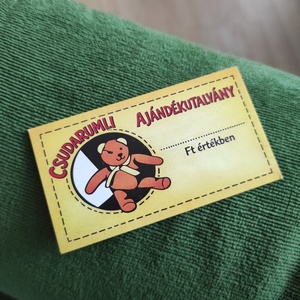 CSUDARUMLI
AJÁNDÉKUTALVÁNY
........................
Ft értékben